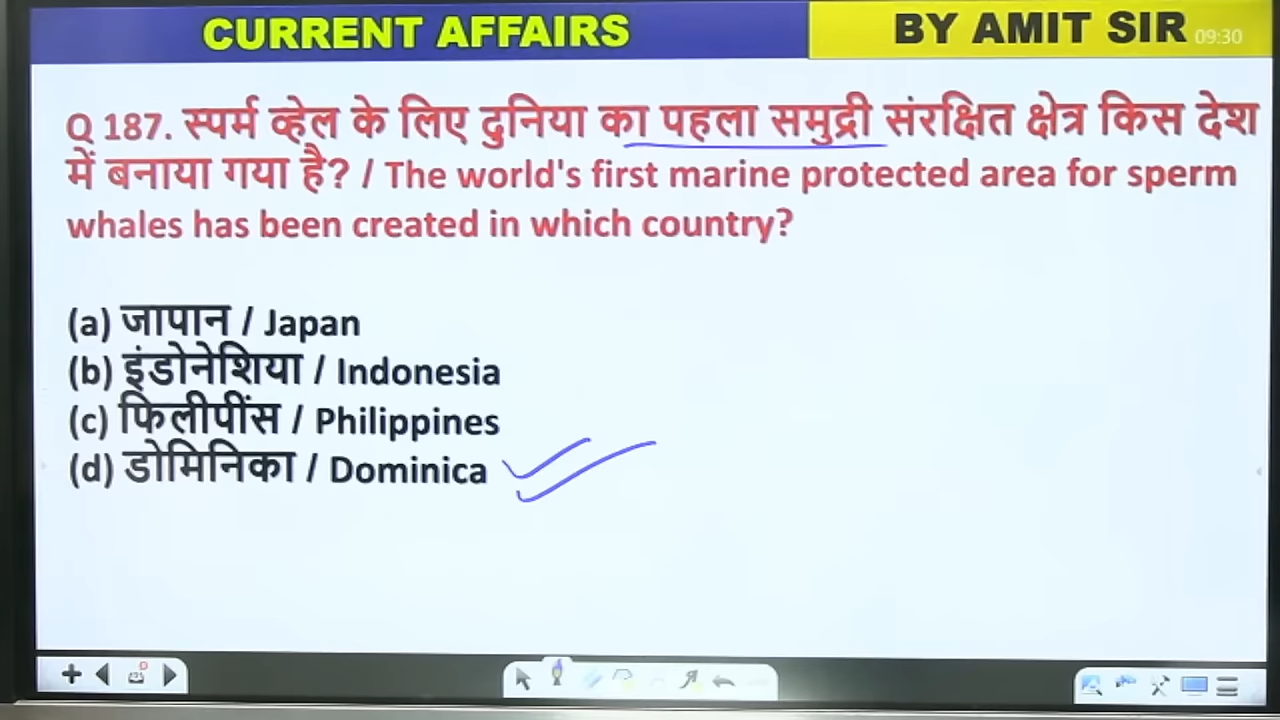 CURRENT AFFAIRS
BY AMIT SIR
09:30
Q 187. स्पर्म व्हेल के लिए दुनिया का पहला समुद्री संरक्षित क्षेत्र किस देश
में बनाया गया है? / The world's first marine protected area for sperm
whales has been created in which country?
(a) जापान / Japan
(b) इंडोनेशिया / Indonesia
(c) फिलीपींस / Philippines
(d) डोमिनिका / Dominica